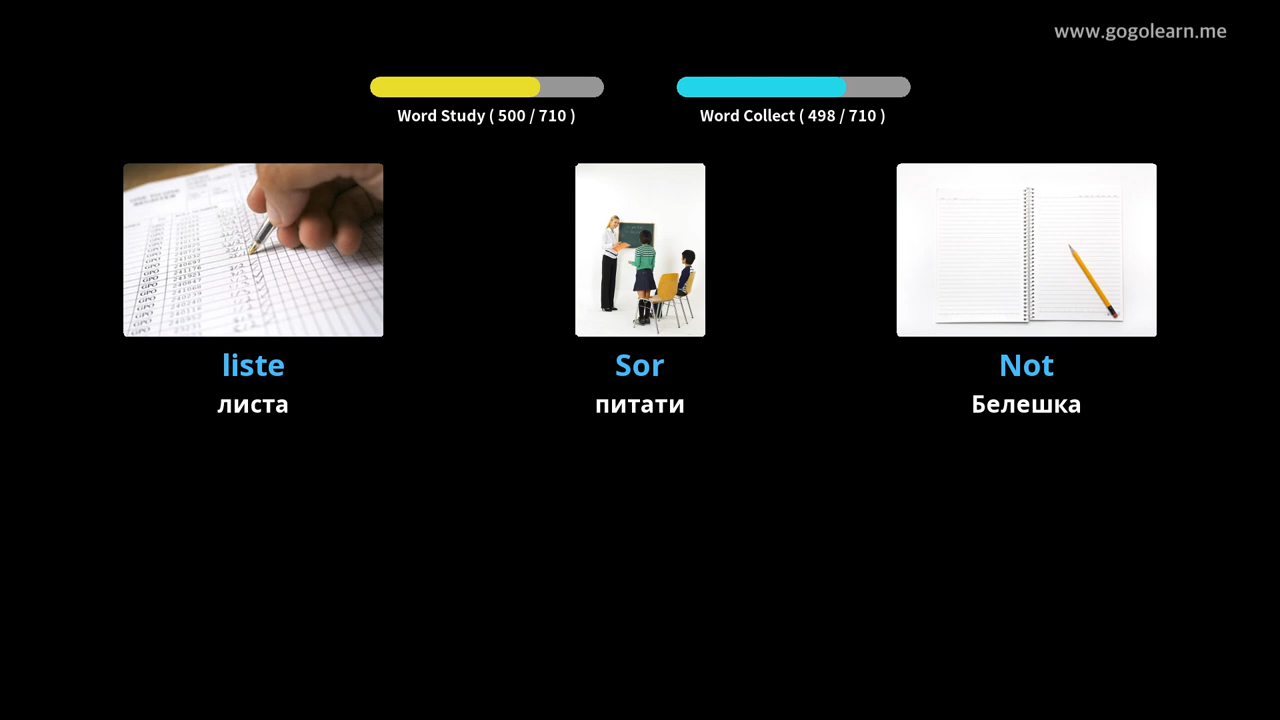 www.gogolearn.me
Word Study ( 500 / 710 )
Word Collect ( 498 / 710 )
liste
Sor
Not
листа
питати
Белешка